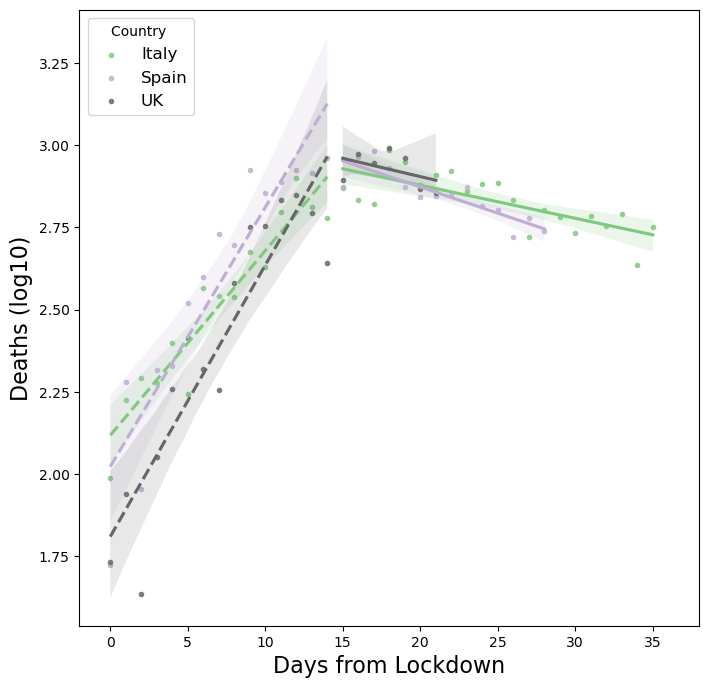 Country
Italy
Spain
UK
Deaths (log10)
3.25
3.00
2.75
2.50
2.25
2.00
1.75
0 5 10 15 20 25 30 35
Days from Lockdown